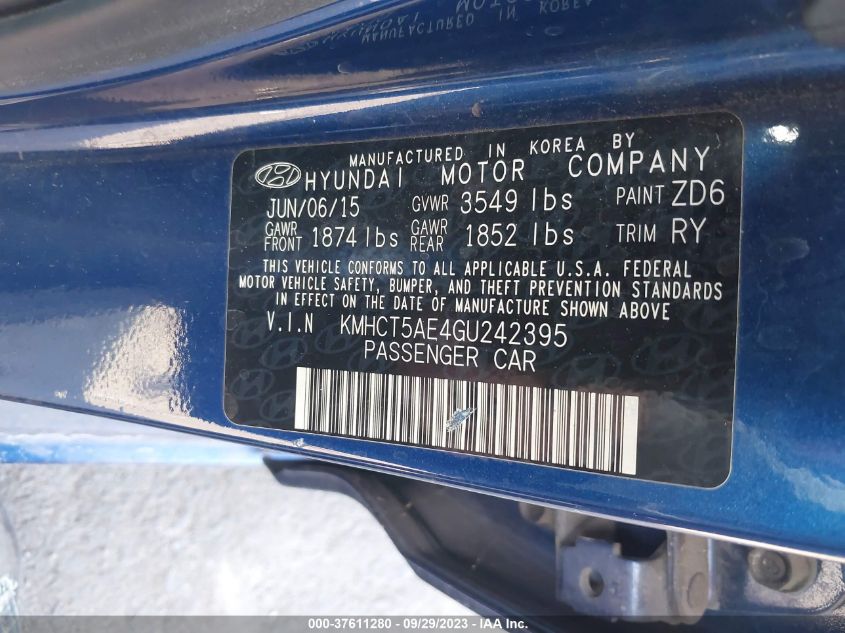 MANUFACTURED IN KOREA BY
HYUNDAI MOTOR COMPANY
JUN/06/15 GVWR 3549 lbs PAINT ZD6
GAWR FRONT 1874 lbs GAWR REAR 1852 lbs TRIM RY
THIS VEHICLE CONFORMS TO ALL APPLICABLE U.S.A. FEDERAL
MOTOR VEHICLE SAFETY, BUMPER, AND THEFT PREVENTION STANDARDS
IN EFFECT ON THE DATE OF MANUFACTURE SHOWN ABOVE
V.I.N KMHCT5AE4GU242395
PASSENGER CAR
000-37611280 - 09/29/2023 - IAA Inc.